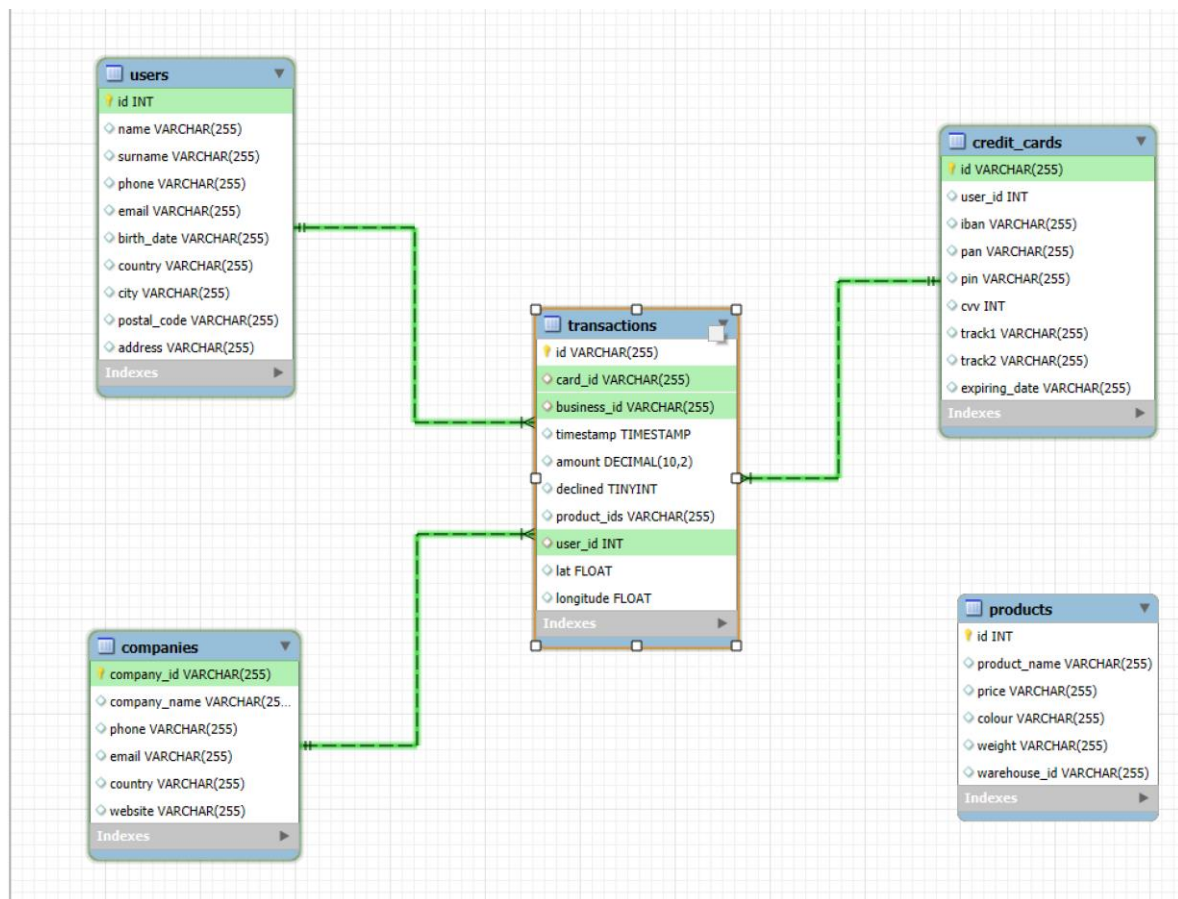 users
id INT
name VARCHAR(255)
surname VARCHAR(255)
phone VARCHAR(255)
email VARCHAR(255)
birth_date VARCHAR(255)
country VARCHAR(255)
city VARCHAR(255)
postal_code VARCHAR(255)
address VARCHAR(255)
Indexes
credit_cards
id VARCHAR(255)
user_id INT
iban VARCHAR(255)
pan VARCHAR(255)
pin VARCHAR(255)
cvv INT
track1 VARCHAR(255)
track2 VARCHAR(255)
expiring_date VARCHAR(255)
Indexes
transactions
id VARCHAR(255)
card_id VARCHAR(255)
business_id VARCHAR(255)
timestamp TIMESTAMP
amount DECIMAL(10,2)
declined TINYINT
product_ids VARCHAR(255)
user_id INT
lat FLOAT
longitude FLOAT
Indexes
companies
company_id VARCHAR(255)
company_name VARCHAR(25...
phone VARCHAR(255)
email VARCHAR(255)
country VARCHAR(255)
website VARCHAR(255)
Indexes
products
id INT
product_name VARCHAR(255)
price VARCHAR(255)
colour VARCHAR(255)
weight VARCHAR(255)
warehouse_id VARCHAR(255)
Indexes